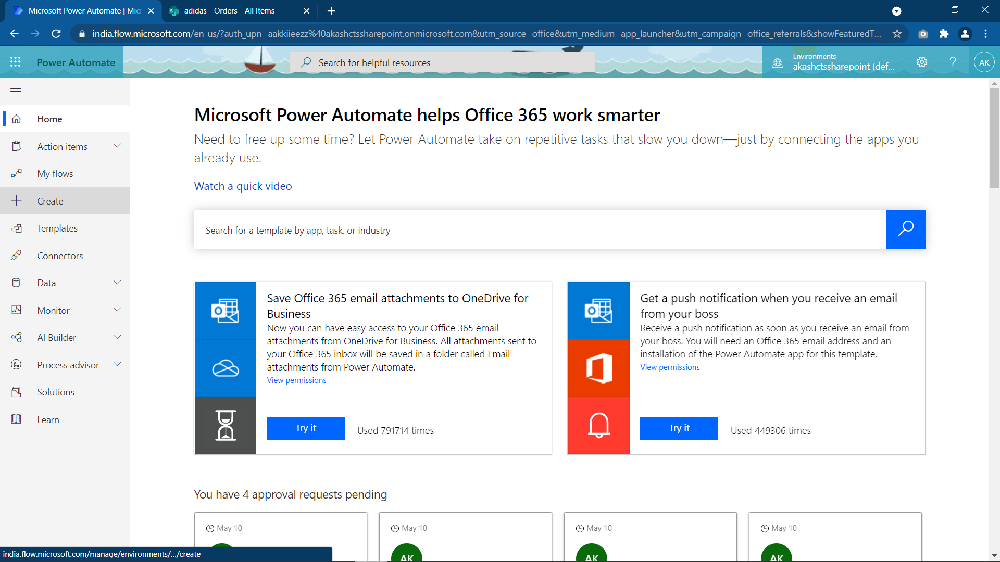 Microsoft Power Automate | Micr
adidas - Orders - All Items
india.flow.microsoft.com/en-us/?auth_upn=aakkiieezz%40akashctssharepoint.onmicrosoft.com&utm_source=office&utm_medium=app_launcher&utm_campaign=office_referrals&showFeaturedT...
Power Automate
Search for helpful resources
Environments
akashctssharepoint (def...
?
AK
Home
Action items
My flows
Create
Templates
Connectors
Data
Monitor
AI Builder
Process advisor
Solutions
Learn
Microsoft Power Automate helps Office 365 work smarter
Need to free up some time? Let Power Automate take on repetitive tasks that slow you down—just by connecting the apps you
already use.
Watch a quick video
Search for a template by app, task, or industry
Save Office 365 email attachments to OneDrive for
Business
Now you can have easy access to your Office 365 email
attachments from OneDrive for Business. All attachments sent to
your Office 365 inbox will be saved in a folder called Email
attachments from Power Automate.
View permissions
Try it
Used 791714 times
Get a push notification when you receive an email
from your boss
Receive a push notification as soon as you receive an email from
your boss. You will need an Office 365 email address and an
installation of the Power Automate app for this template.
View permissions
Try it
Used 449306 times
You have 4 approval requests pending
May 10
May 10
May 10
May 10
AK
AK
AK
india.flow.microsoft.com/manage/environments/.../create